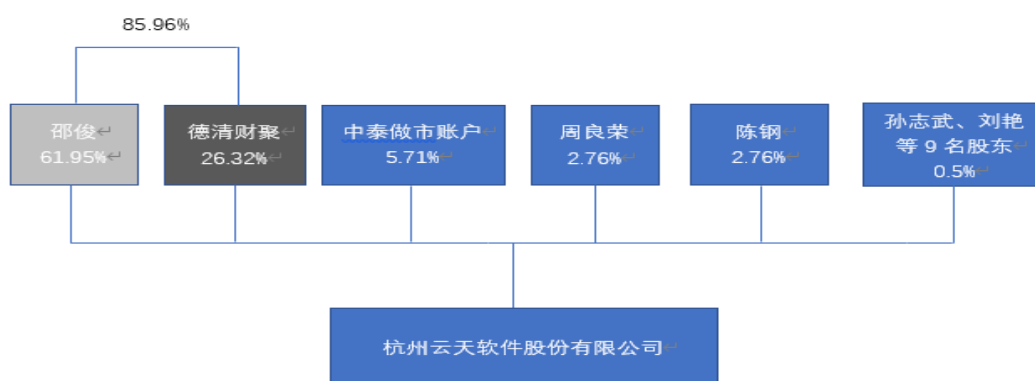 85.96%
邵俊
61.95%
德清财聚
26.32%
中泰做市账户
5.71%
周良荣
2.76%
陈钢
2.76%
孙志武、刘艳
等 9 名股东
0.5%
杭州云天软件股份有限公司